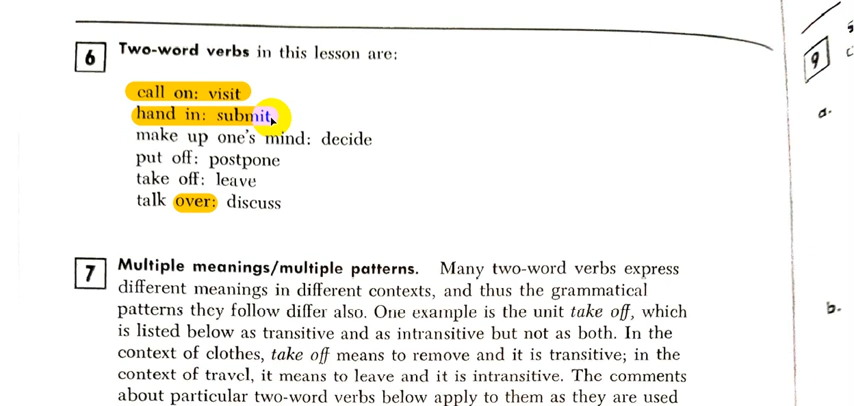 6 Two-word verbs in this lesson are:
call on: visit
hand in: submit
make up one's mind: decide
put off: postpone
take off: leave
talk over: discuss
7 Multiple meanings/multiple patterns. Many two-word verbs express
different meanings in different contexts, and thus the grammatical
patterns they follow differ also. One example is the unit take off, which
is listed below as transitive and as intransitive but not as both. In the
context of clothes, take off means to remove and it is transitive; in the
context of travel, it means to leave and it is intransitive. The comments
about particular two-word verbs below apply to them as they are used
9
a.
b.